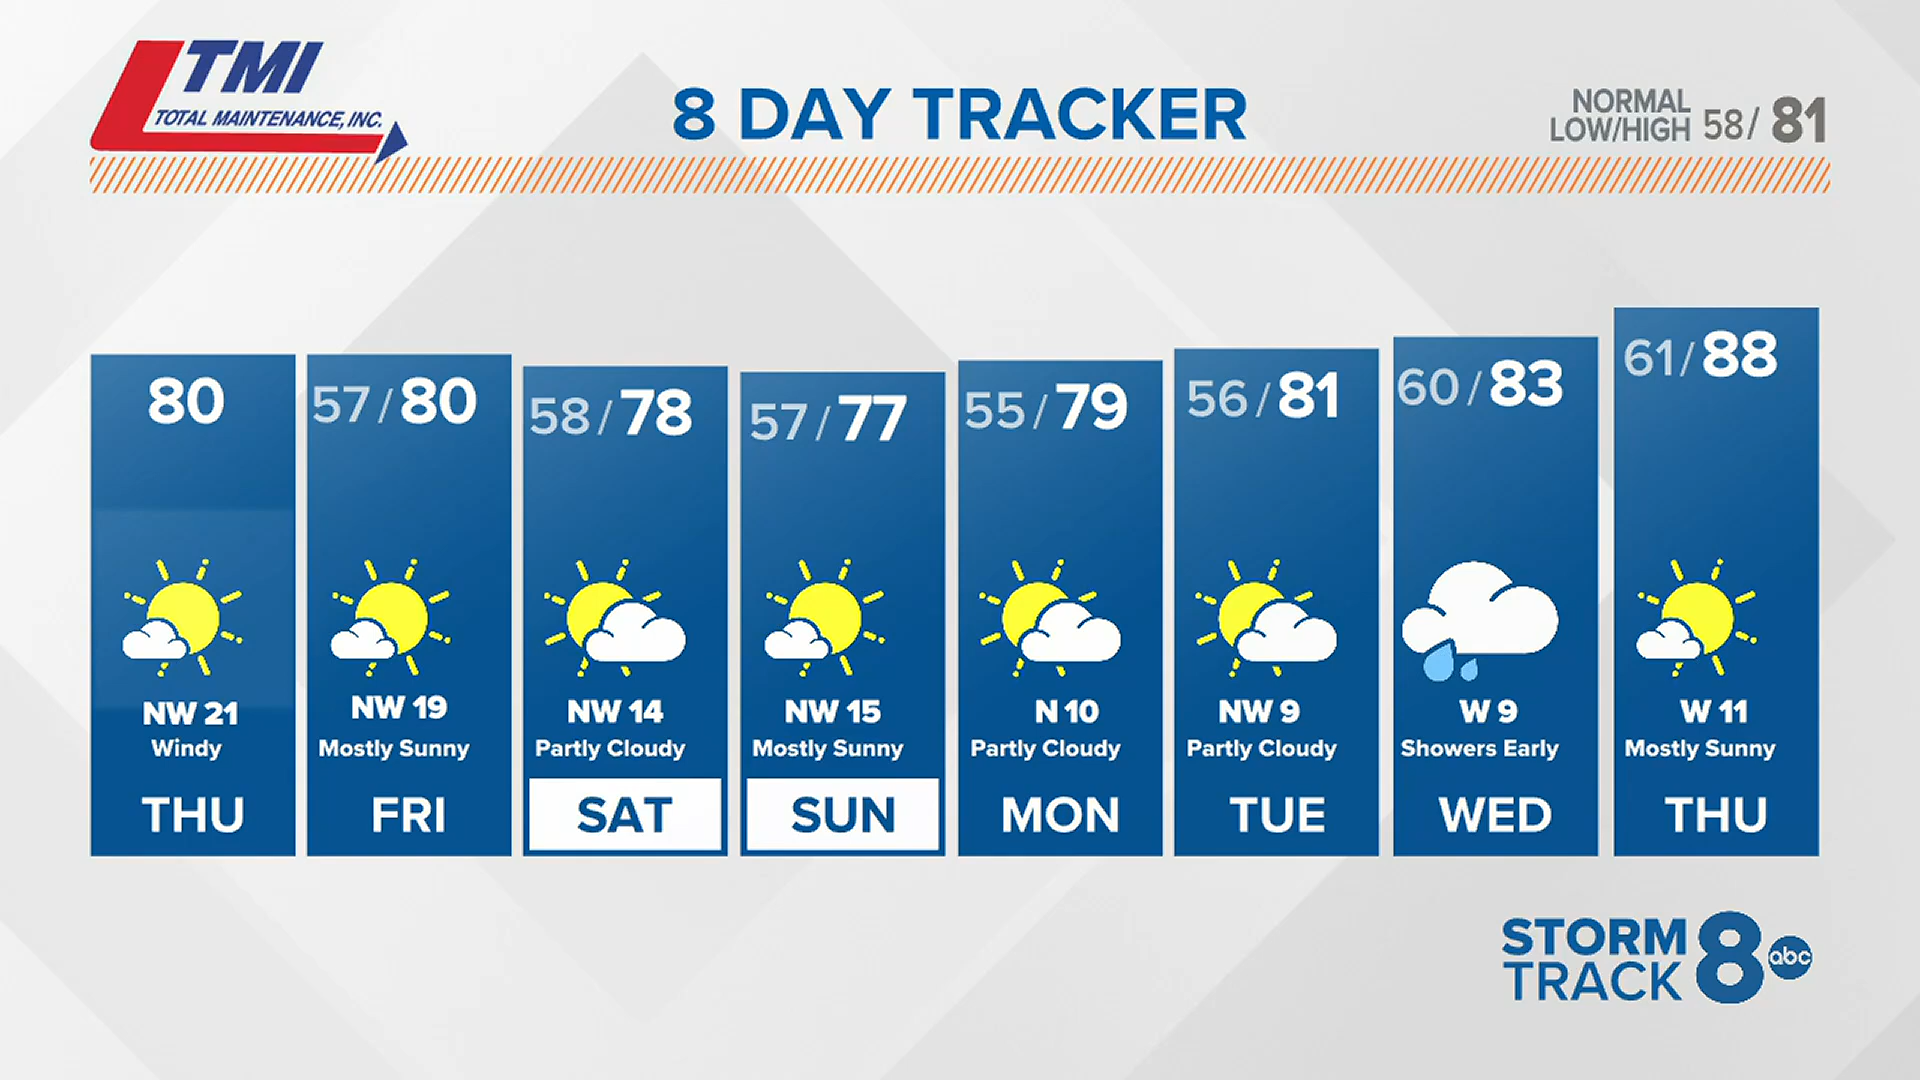 TMI
TOTAL MAINTENANCE, INC.
8 DAY TRACKER
NORMAL
LOW/HIGH 58/ 81
80
NW 21
Windy
THU
57/80
NW 19
Mostly Sunny
FRI
58/78
NW 14
Partly Cloudy
SAT
57/77
NW 15
Mostly Sunny
SUN
55/79
N 10
Partly Cloudy
MON
56/81
NW 9
Partly Cloudy
TUE
60/83
W 9
Showers Early
WED
61/88
W 11
Mostly Sunny
THU
STORM
TRACK 8 abc